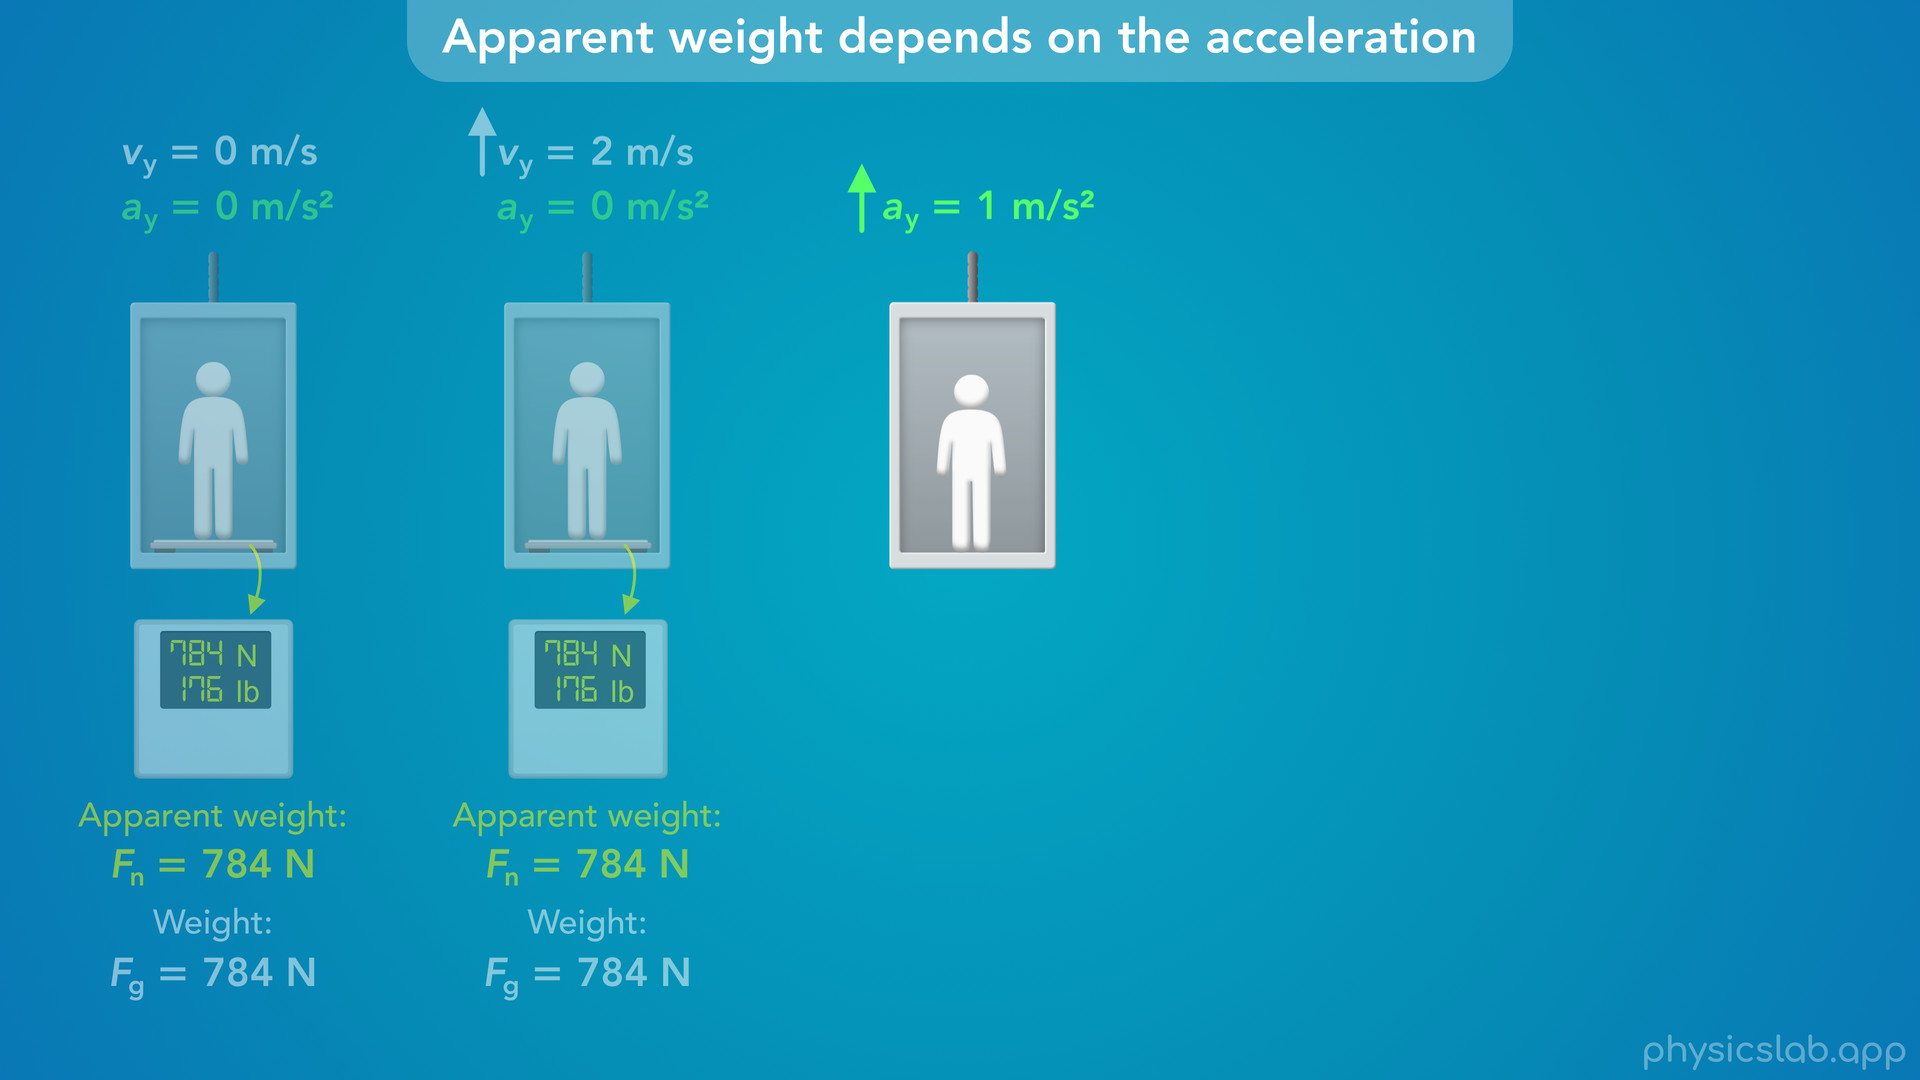 Apparent weight depends on the acceleration
vy = 0 m/s
ay = 0 m/s²
vy = 2 m/s
ay = 0 m/s²
ay = 1 m/s²
784 N
176 lb
784 N
176 lb
Apparent weight:
Fn = 784 N
Weight:
Fg = 784 N
Apparent weight:
Fn = 784 N
Weight:
Fg = 784 N
physicslab.app